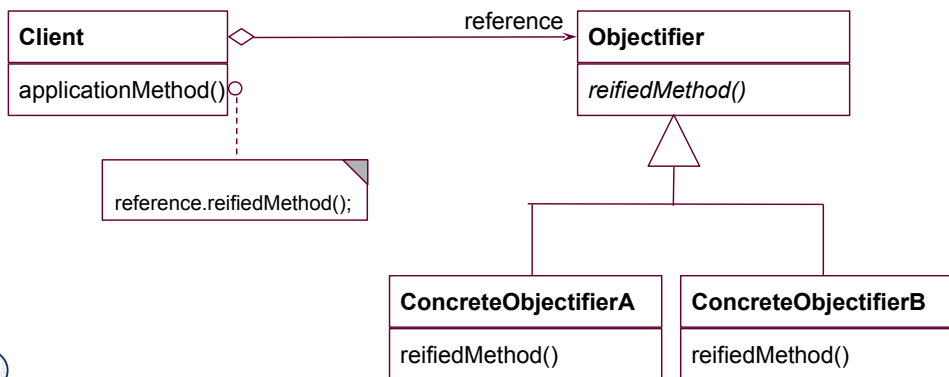 reference
Client
Objectifier
applicationMethod()
reifiedMethod()
reference.reifiedMethod();
ConcreteObjectifierA
ConcreteObjectifierB
reifiedMethod()
reifiedMethod()